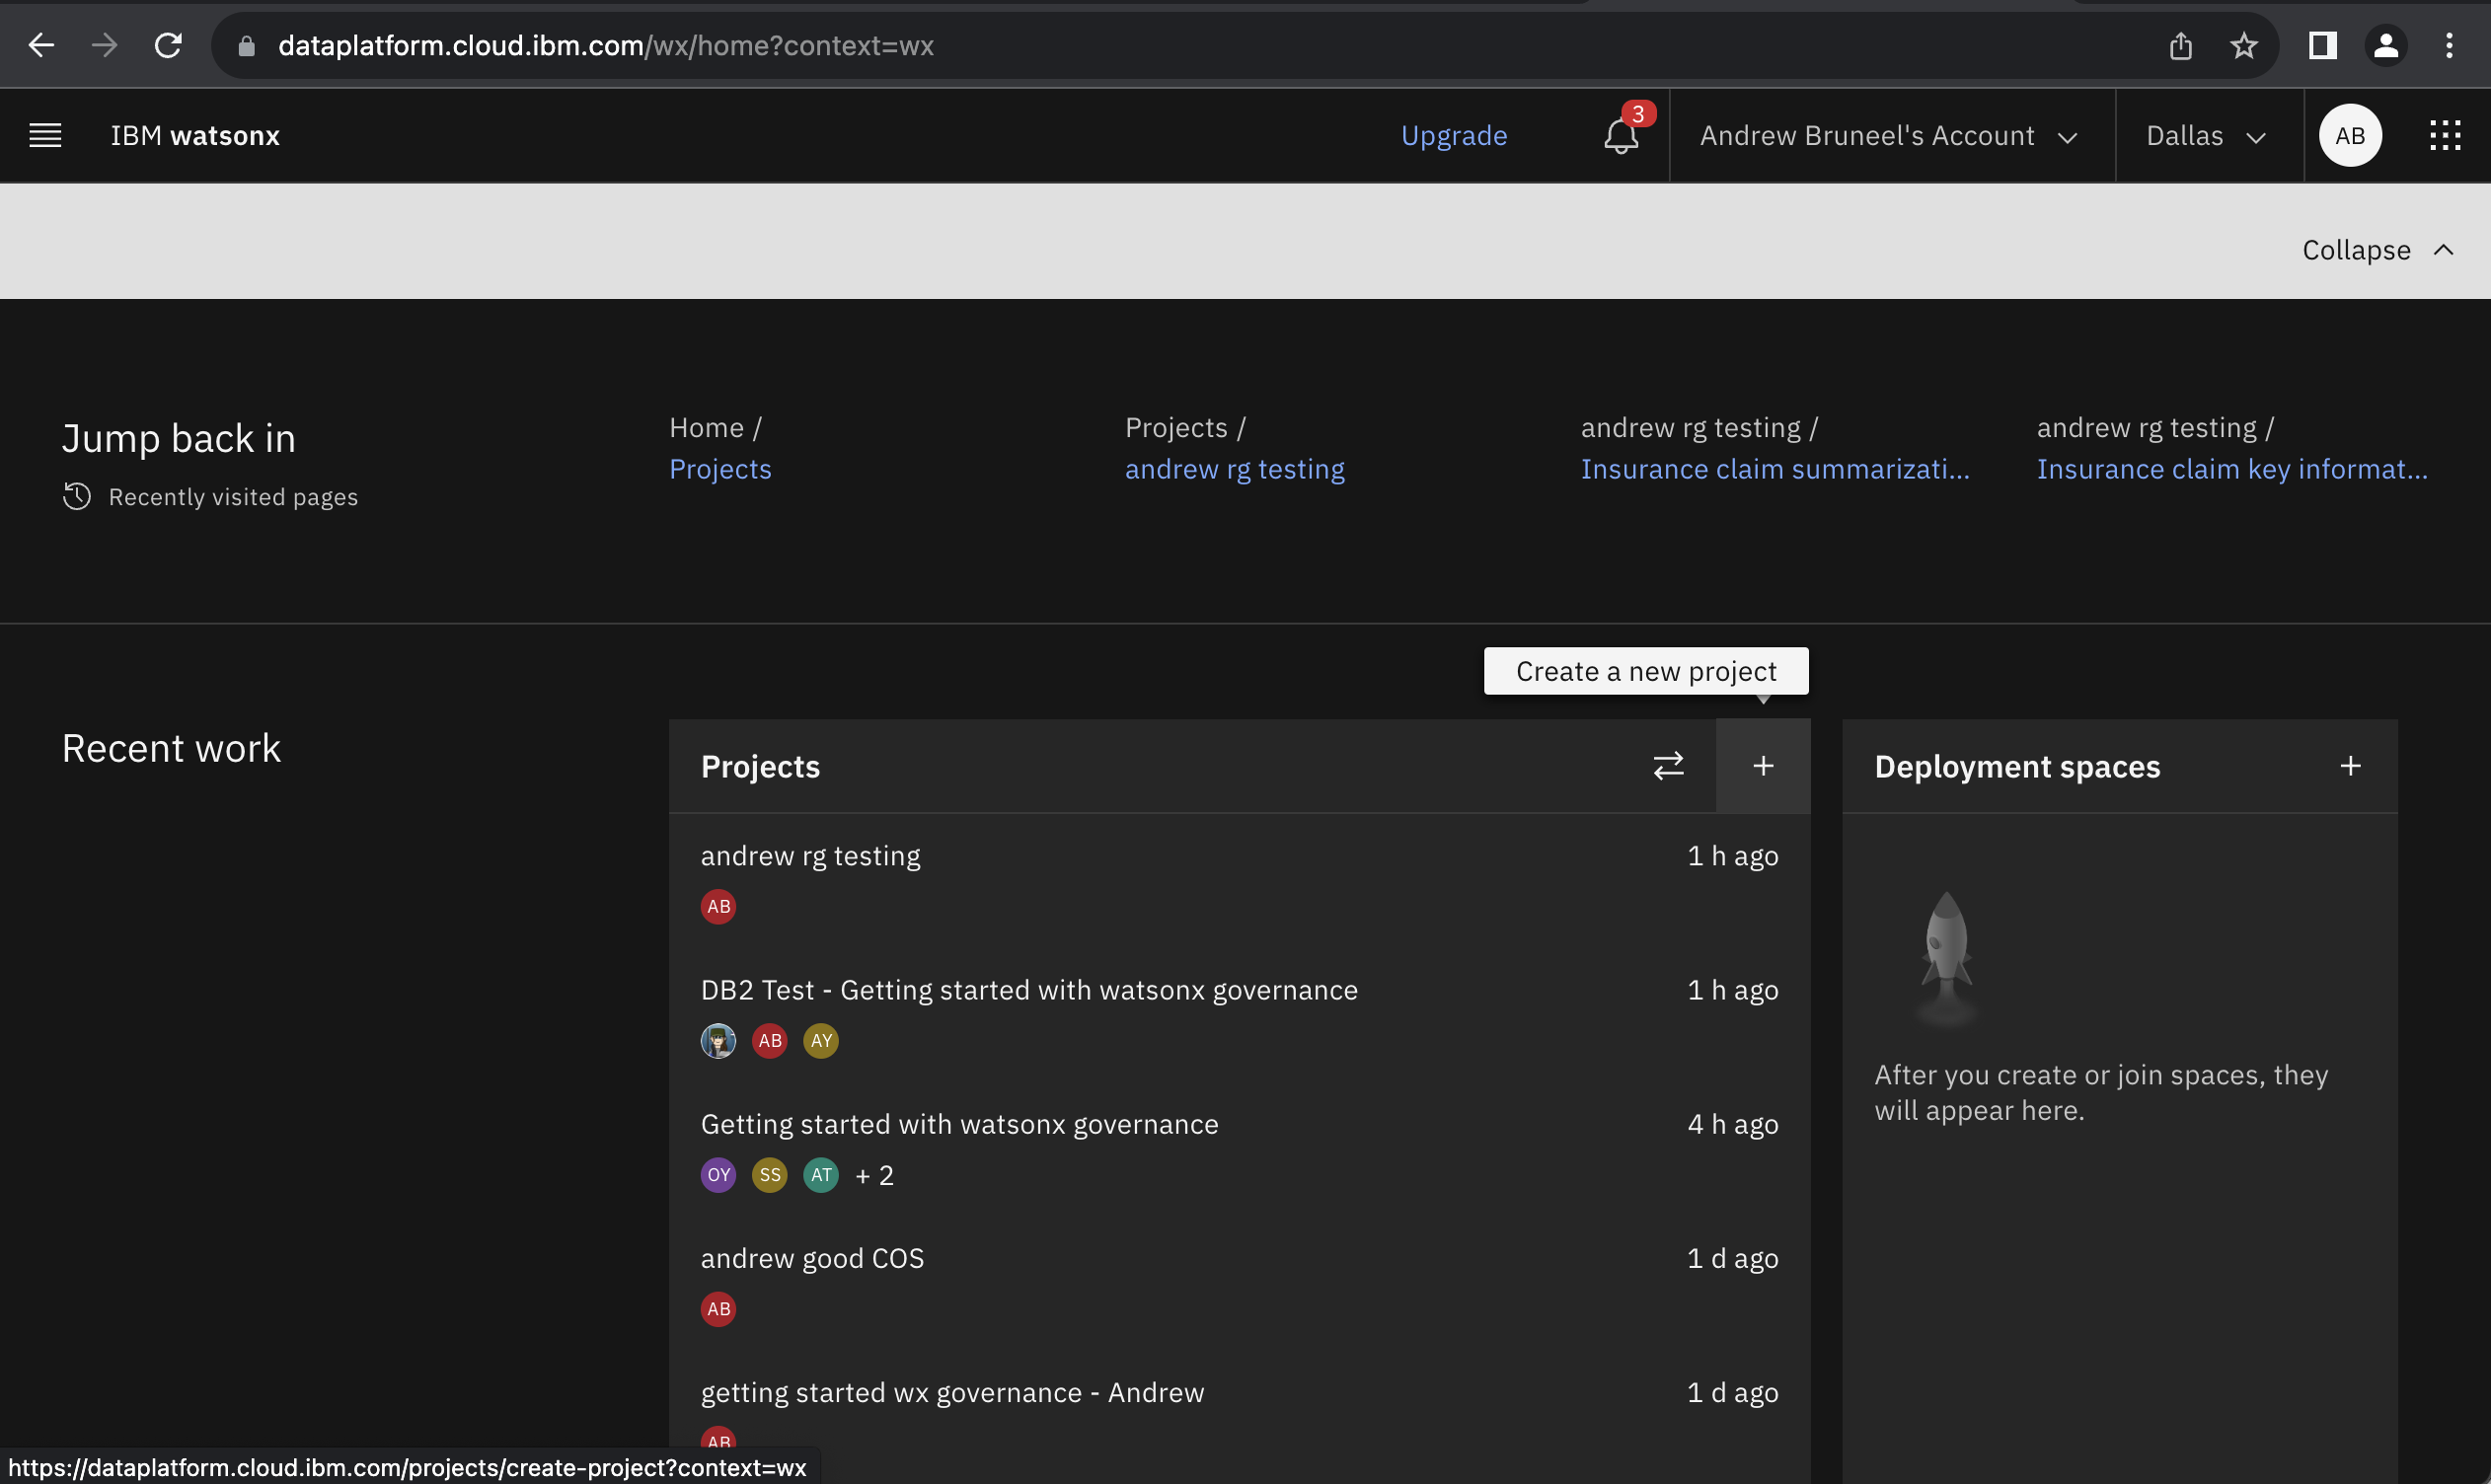 dataplatform.cloud.ibm.com/wx/home?context=wx
IBM watsonx
Upgrade
3
Andrew Bruneel's Account
Dallas
AB
Collapse
Jump back in
Recently visited pages
Home /
Projects
Projects /
andrew rg testing
andrew rg testing /
Insurance claim summarizati...
andrew rg testing /
Insurance claim key informat...
Create a new project
Recent work
Projects
andrew rg testing
1 h ago
AB
DB2 Test - Getting started with watsonx governance
1 h ago
AB AY
Getting started with watsonx governance
4 h ago
OY SS AT + 2
andrew good COS
1 d ago
AB
getting started wx governance - Andrew
1 d ago
AB
Deployment spaces
After you create or join spaces, they
will appear here.
https://dataplatform.cloud.ibm.com/projects/create-project?context=wx